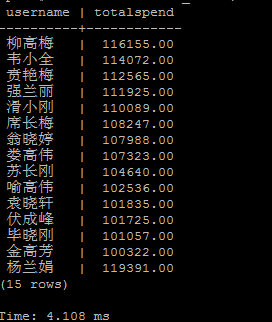 username | totalspend
----------+------------
柳高梅 | 116155.00
韦小全 | 114072.00
贲艳梅 | 112565.00
强兰丽 | 111925.00
滑小刚 | 110089.00
席长梅 | 108247.00
翁晓婷 | 107988.00
娄高伟 | 107323.00
苏长刚 | 104640.00
喻高伟 | 102536.00
袁晓轩 | 101835.00
伏成峰 | 101725.00
毕晓刚 | 101057.00
金高芳 | 100322.00
杨兰娟 | 119391.00
(15 rows)
Time: 4.108 ms